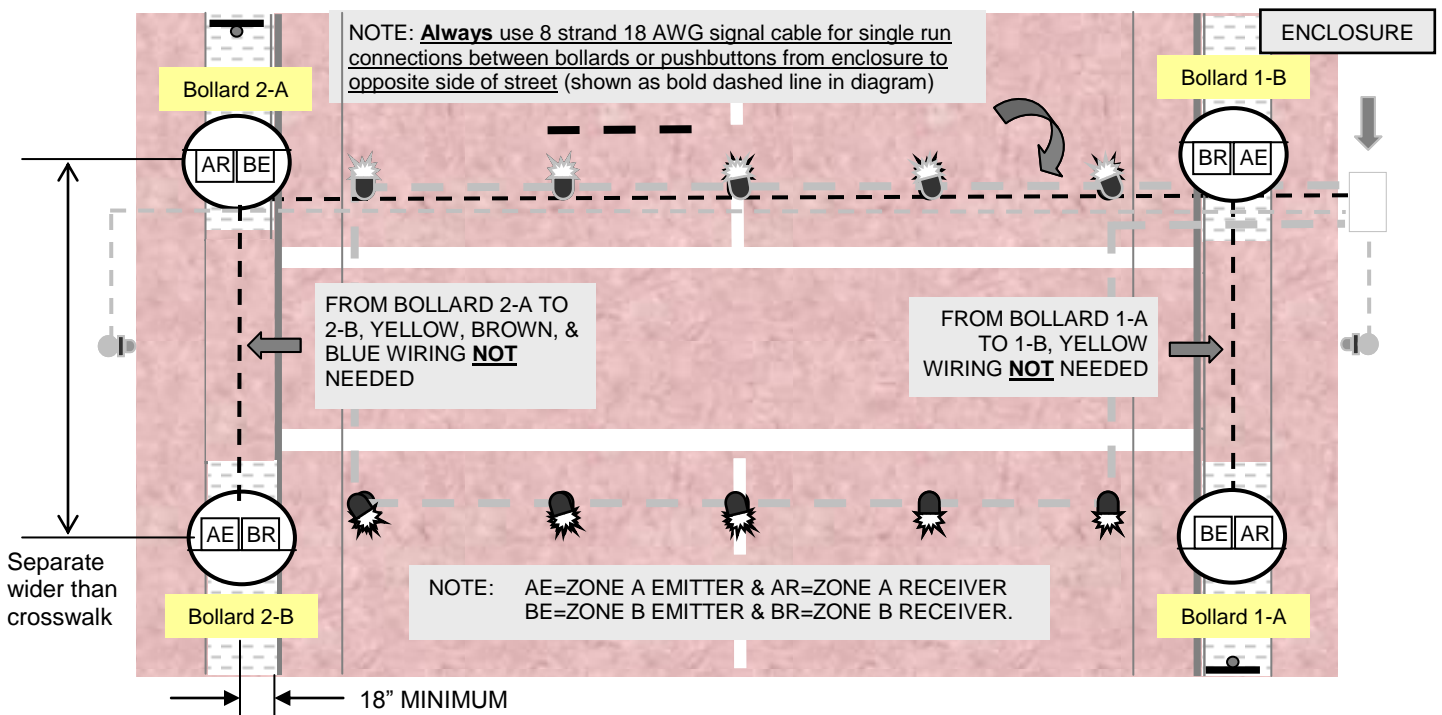 NOTE: Always use 8 strand 18 AWG signal cable for single run
connections between bollards or pushbuttons from enclosure to
opposite side of street (shown as bold dashed line in diagram)
ENCLOSURE
Bollard 2-A
Bollard 1-B
AR BE
BR AE
FROM BOLLARD 2-A TO
2-B, YELLOW, BROWN, &
BLUE WIRING NOT
NEEDED
FROM BOLLARD 1-A
TO 1-B, YELLOW
WIRING NOT NEEDED
AE BR
BE AR
Separate
wider than
crosswalk
NOTE: AE=ZONE A EMITTER & AR=ZONE A RECEIVER
BE=ZONE B EMITTER & BR=ZONE B RECEIVER.
Bollard 2-B
Bollard 1-A
18” MINIMUM